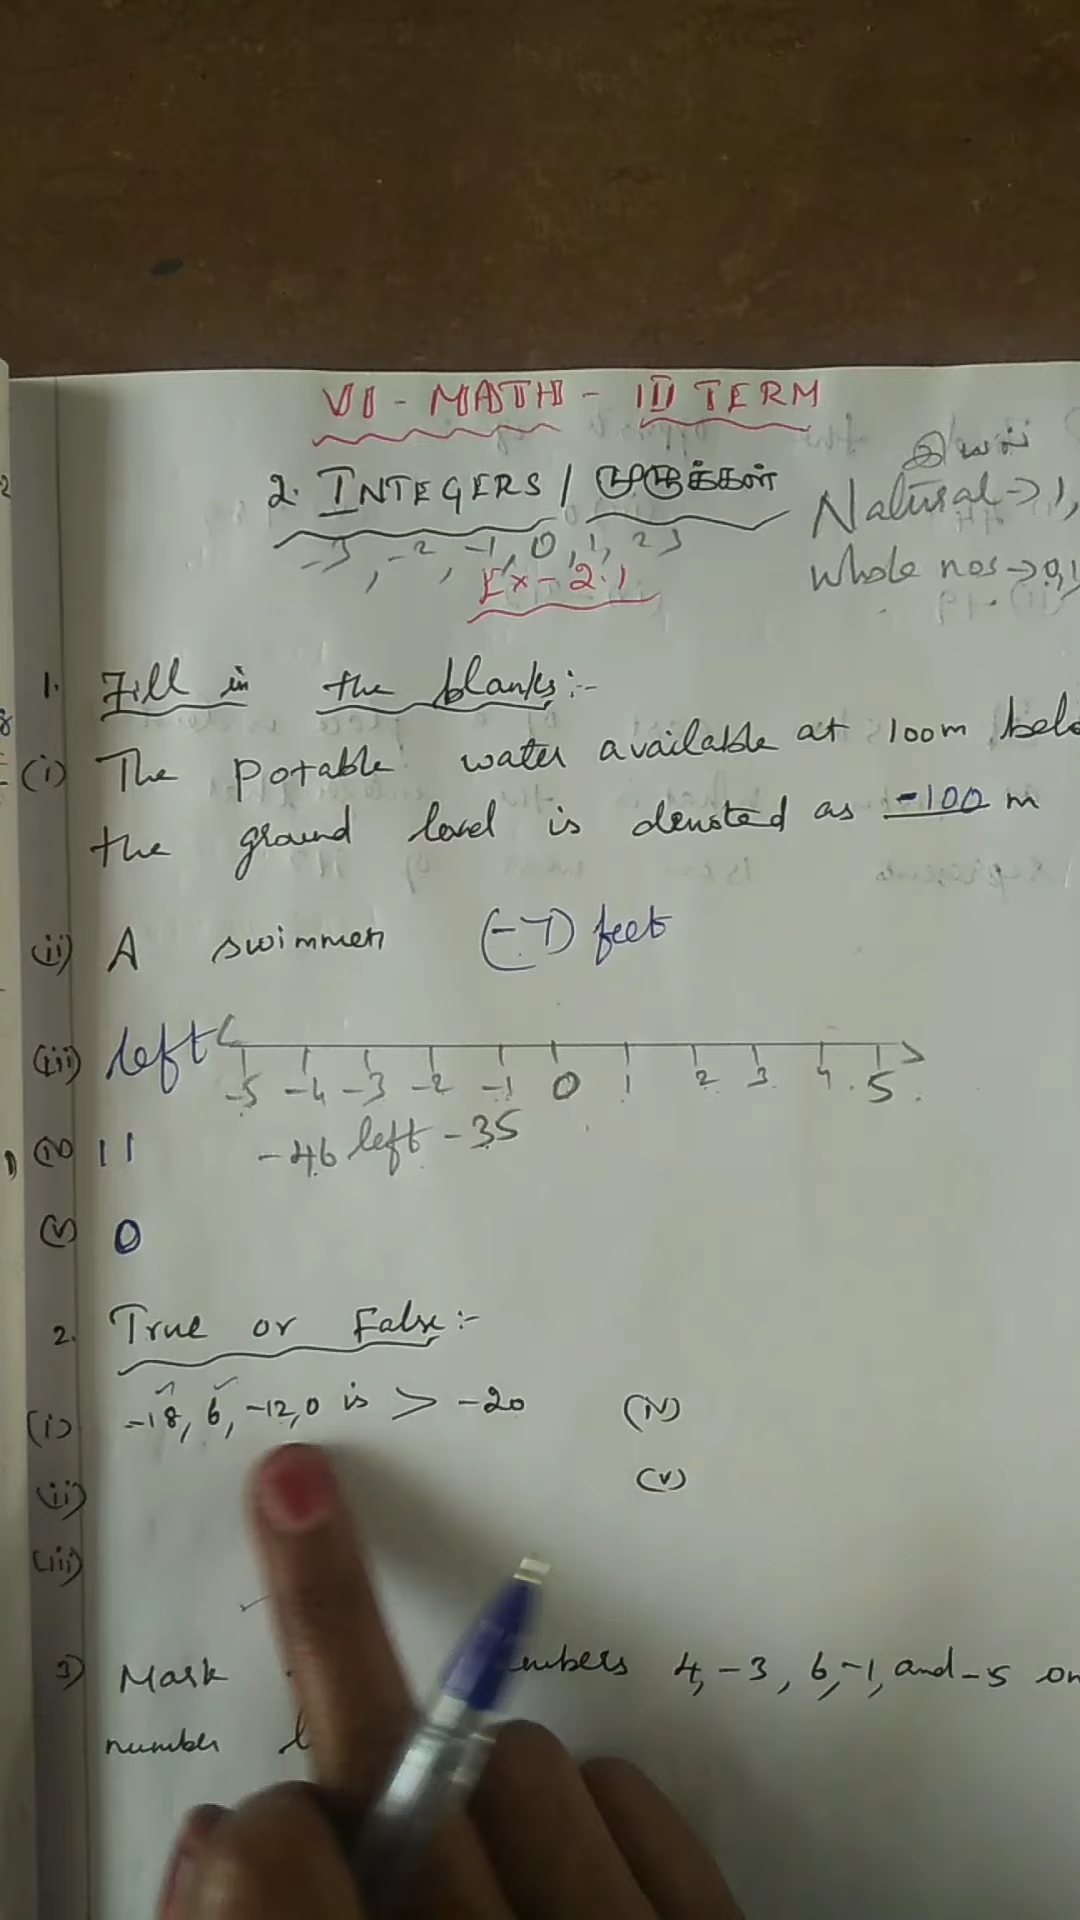 VI - MATH - III TERM
2. INTEGERS / முழுக்கள்
இயல்
Natural → 1,
-3, -2, -1, 0, 1, 2, 3
Whole nos → 0, 1
Ex - 2.1
1. Fill in the blanks :-
(i) The potable water available at 100m belo
the ground level is denoted as -100 m
(ii) A swimmer (-7) feet
(iii) left
-5 -4 -3 -2 -1 0 1 2 3 4 5
(iv) 11 -46 left -35
(v) 0
2. True or False :-
(i) -18, 6, -12, 0 is > -20 (iv)
(ii) (v)
(iii)
3) Mark umbers 4, -3, 6, -1, and -5 on
number l